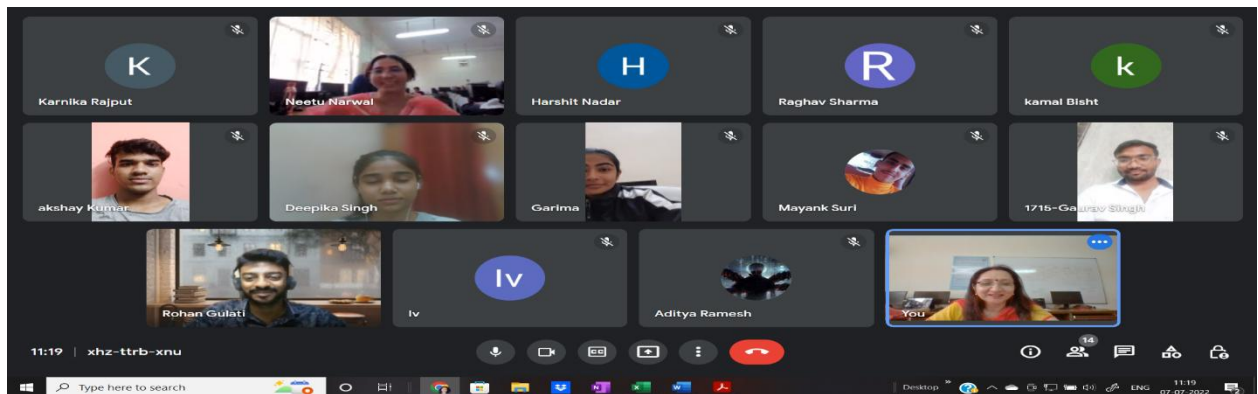 K
Karnika Rajput
Neetu Narwal
H
Harshit Nadar
R
Raghav Sharma
k
kamal Bisht
akshay Kumar
Deepika Singh
Garima
Mayank Suri
1715-Gaurav Singh
Rohan Gulati
lv
lv
Aditya Ramesh
You
11:19 | xhz-ttrb-xnu
CC
14
Type here to search
Desktop
ENG
11:19
07-07-2022
2